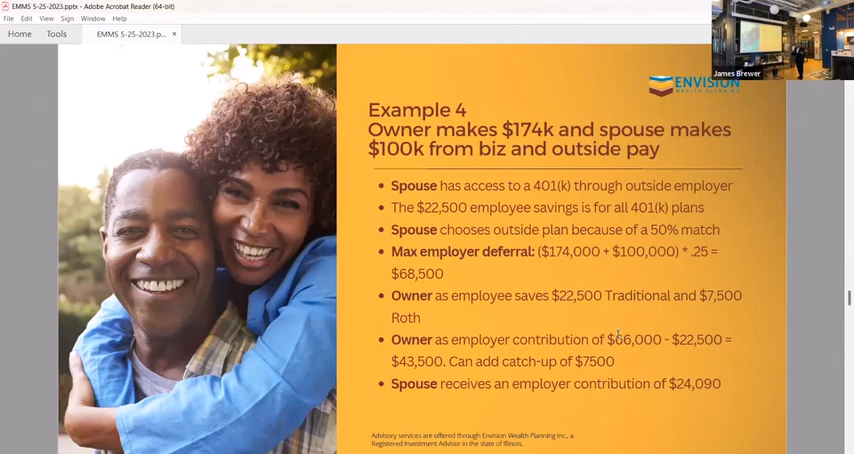 EMMS 5-25-2023.pptx - Adobe Acrobat Reader (64-bit)
File Edit View Sign Window Help
Home Tools EMMS 5-25-2023.p... ×
James Brewer
ENVISION
WEALTH PLANNING
Example 4
Owner makes $174k and spouse makes
$100k from biz and outside pay
• Spouse has access to a 401(k) through outside employer
• The $22,500 employee savings is for all 401(k) plans
• Spouse chooses outside plan because of a 50% match
• Max employer deferral: ($174,000 + $100,000) * .25 =
$68,500
• Owner as employee saves $22,500 Traditional and $7,500
Roth
• Owner as employer contribution of $66,000 - $22,500 =
$43,500. Can add catch-up of $7500
• Spouse receives an employer contribution of $24,090
Advisory services are offered through Envision Wealth Planning Inc., a
Registered Investment Advisor in the state of Illinois.